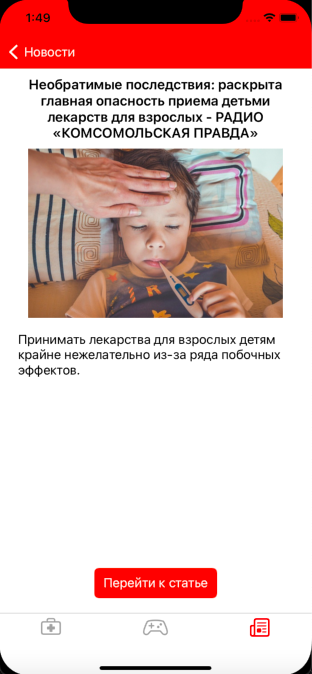 1:49
Новости
Необратимые последствия: раскрыта
главная опасность приема детьми
лекарств для взрослых - РАДИО
«КОМСОМОЛЬСКАЯ ПРАВДА»
Принимать лекарства для взрослых детям
крайне нежелательно из-за ряда побочных
эффектов.
Перейти к статье